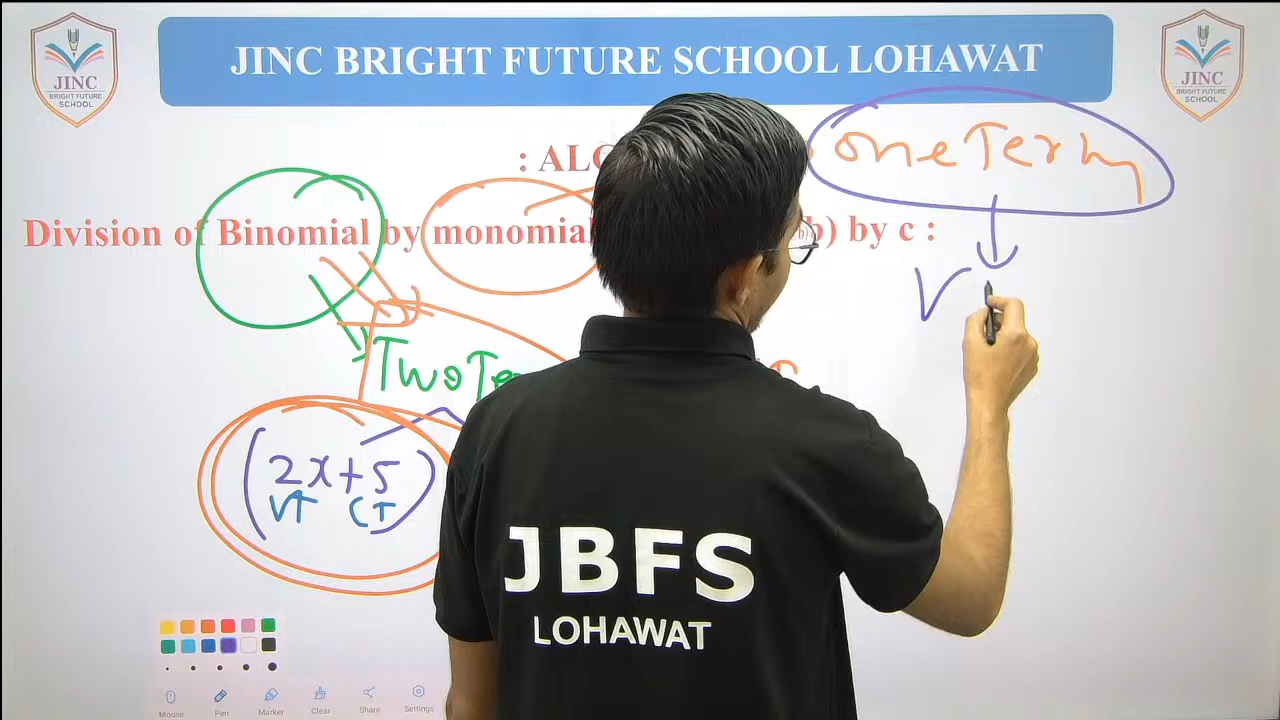 JINC BRIGHT FUTURE SCHOOL LOHAWAT
JINC
BRIGHT FUTURE
SCHOOL
JINC
BRIGHT FUTURE
SCHOOL
one Term
Division of Binomial by monomial b) by c :
V
Two Te
(2x+5)
VT CT
JBFS
LOHAWAT
Mouse Pen Marker Clear Share Settings